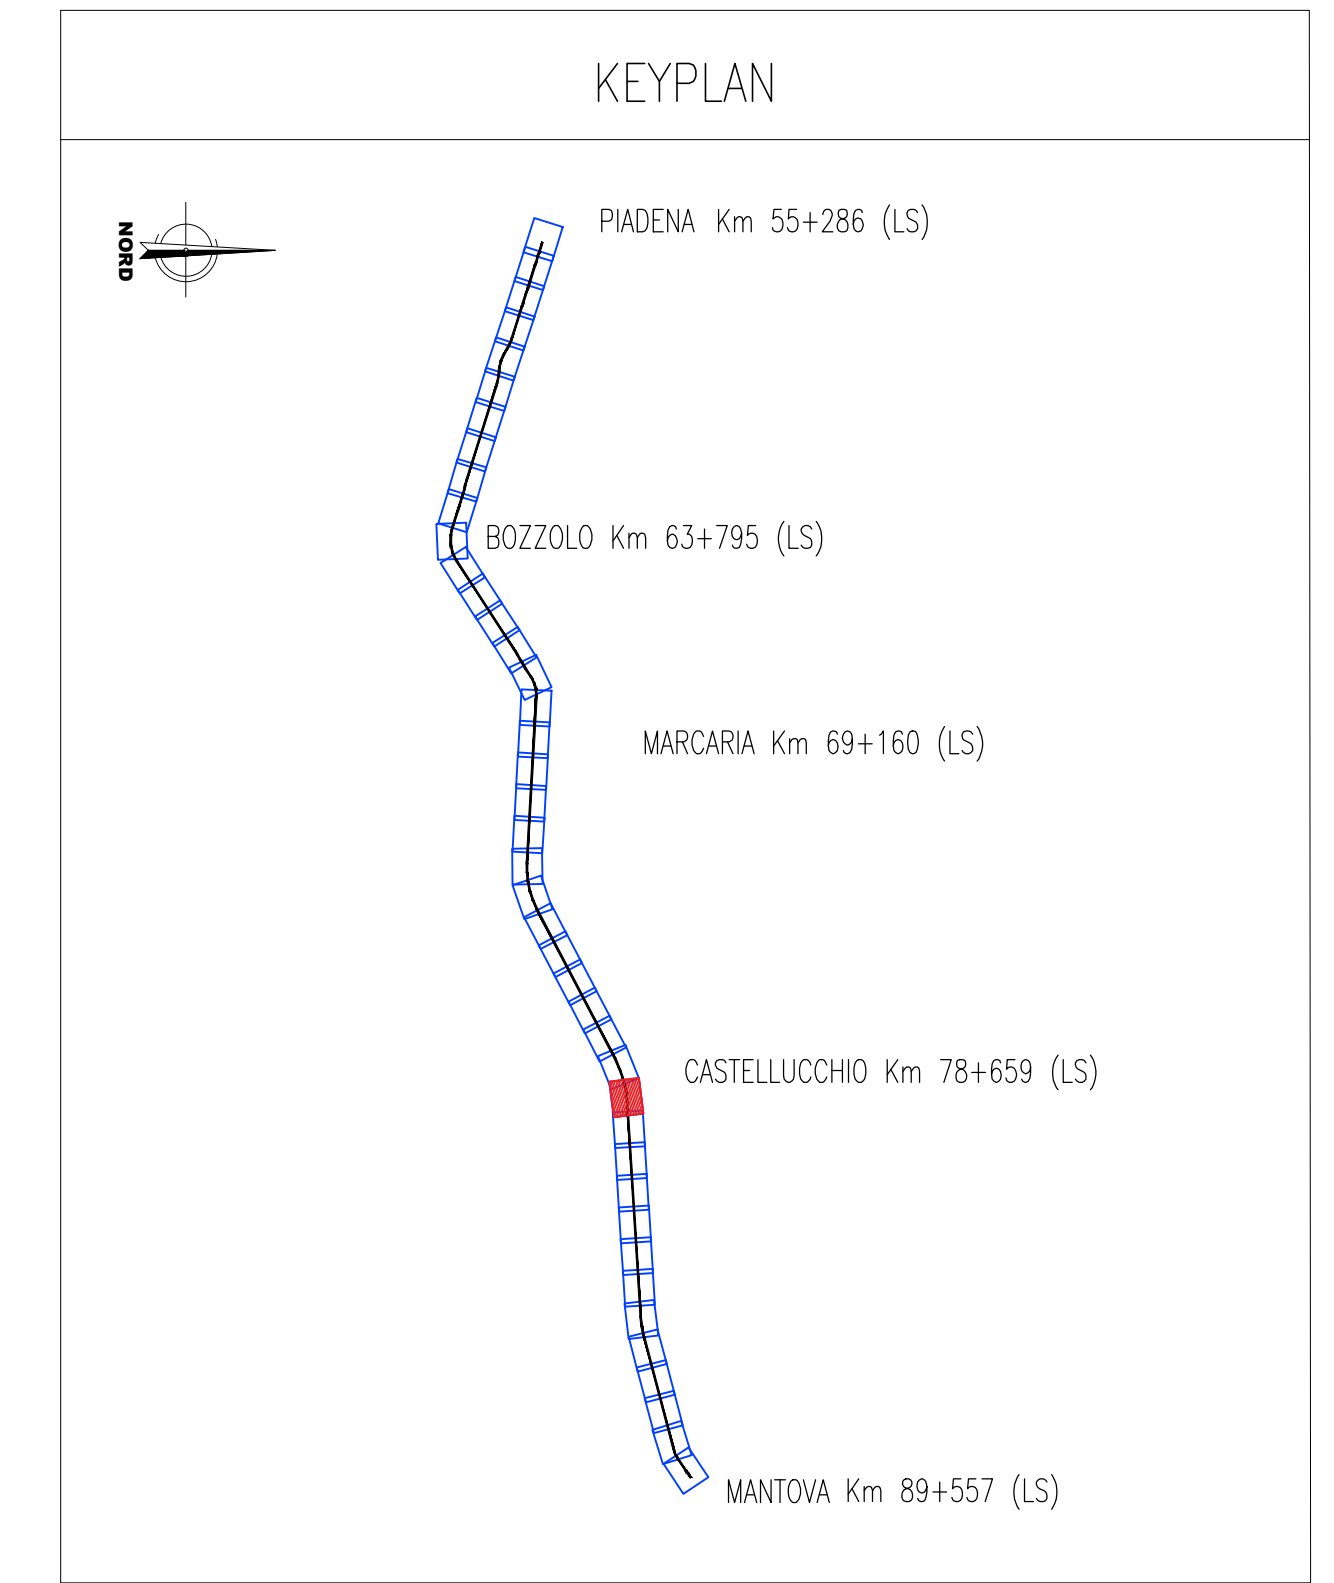 KEYPLAN
NORD
PIADENA Km 55+286 (LS)
BOZZOLO Km 63+795 (LS)
MARCARIA Km 69+160 (LS)
CASTELLUCCHIO Km 78+659 (LS)
MANTOVA Km 89+557 (LS)